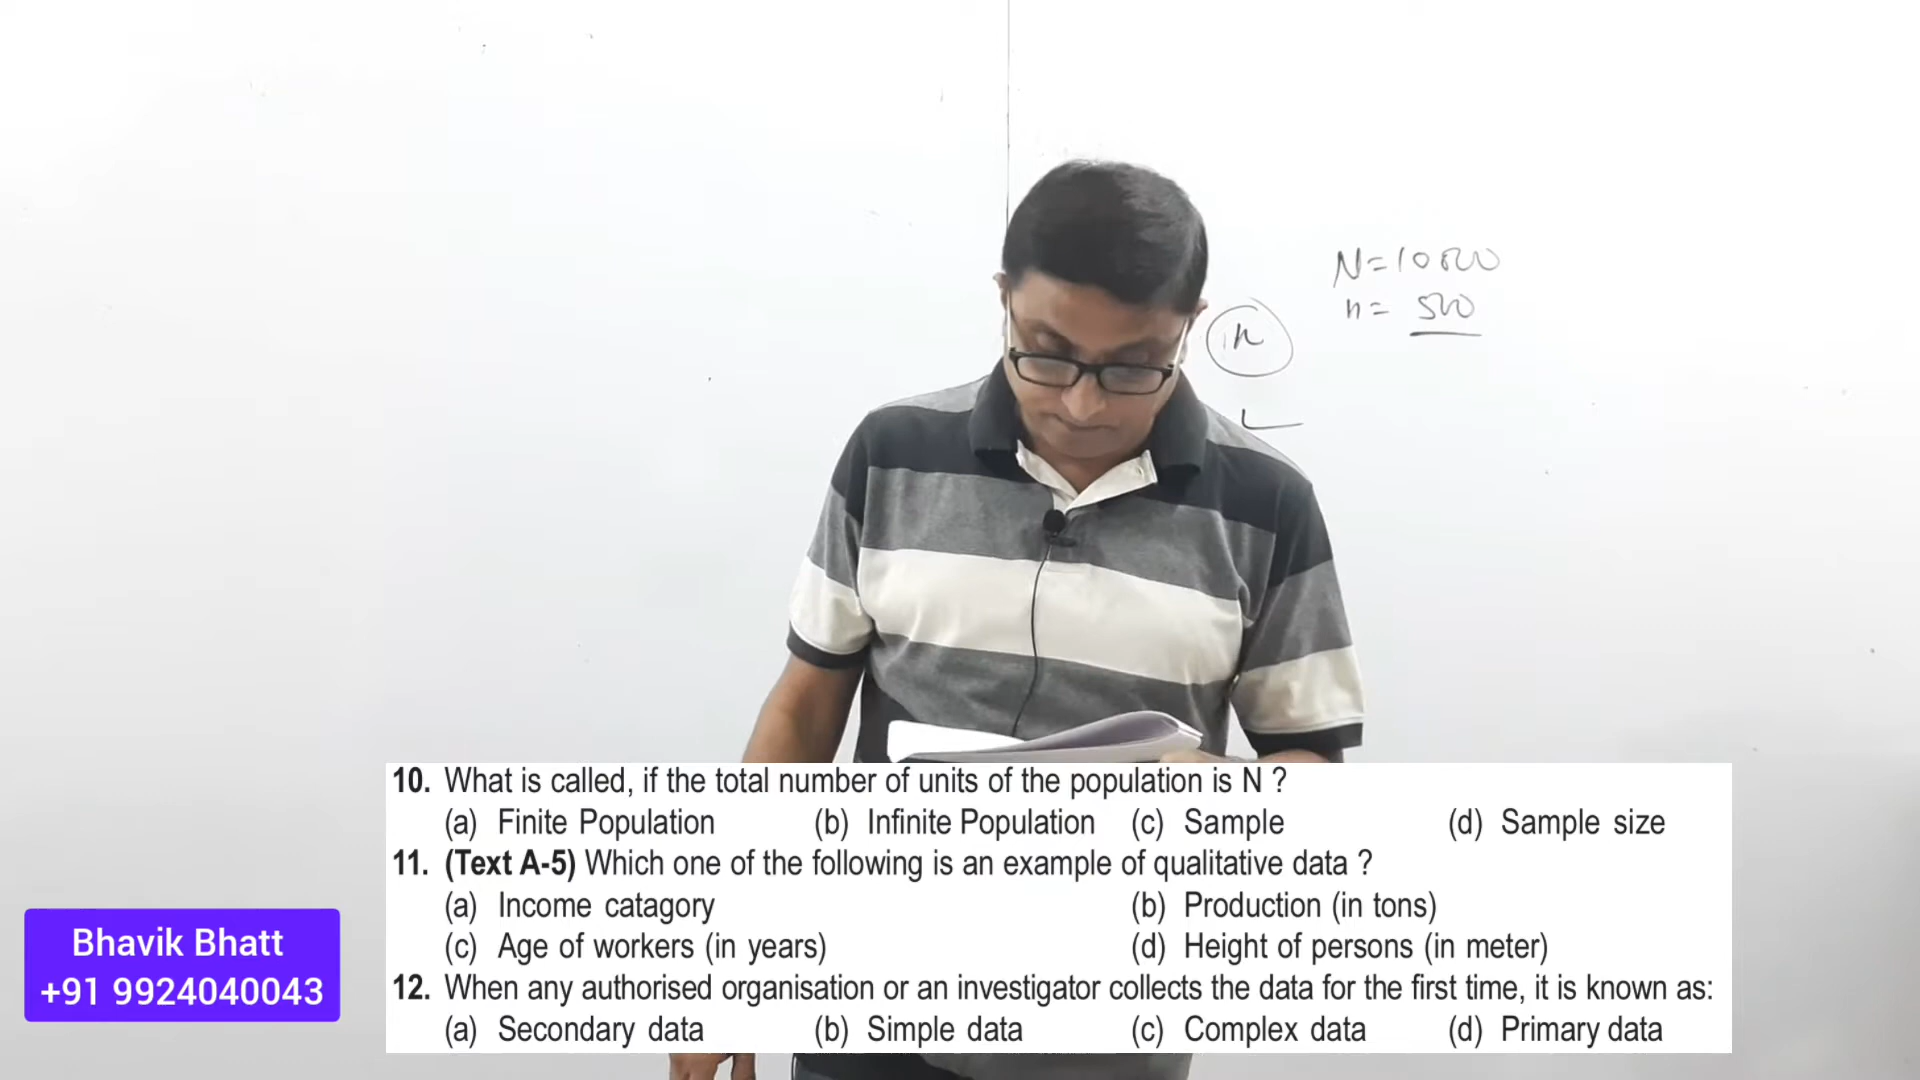 N=10000
n= 500
n
10. What is called, if the total number of units of the population is N ?
(a) Finite Population (b) Infinite Population (c) Sample (d) Sample size
11. (Text A-5) Which one of the following is an example of qualitative data ?
(a) Income catagory (b) Production (in tons)
(c) Age of workers (in years) (d) Height of persons (in meter)
12. When any authorised organisation or an investigator collects the data for the first time, it is known as:
(a) Secondary data (b) Simple data (c) Complex data (d) Primary data
Bhavik Bhatt
+91 9924040043